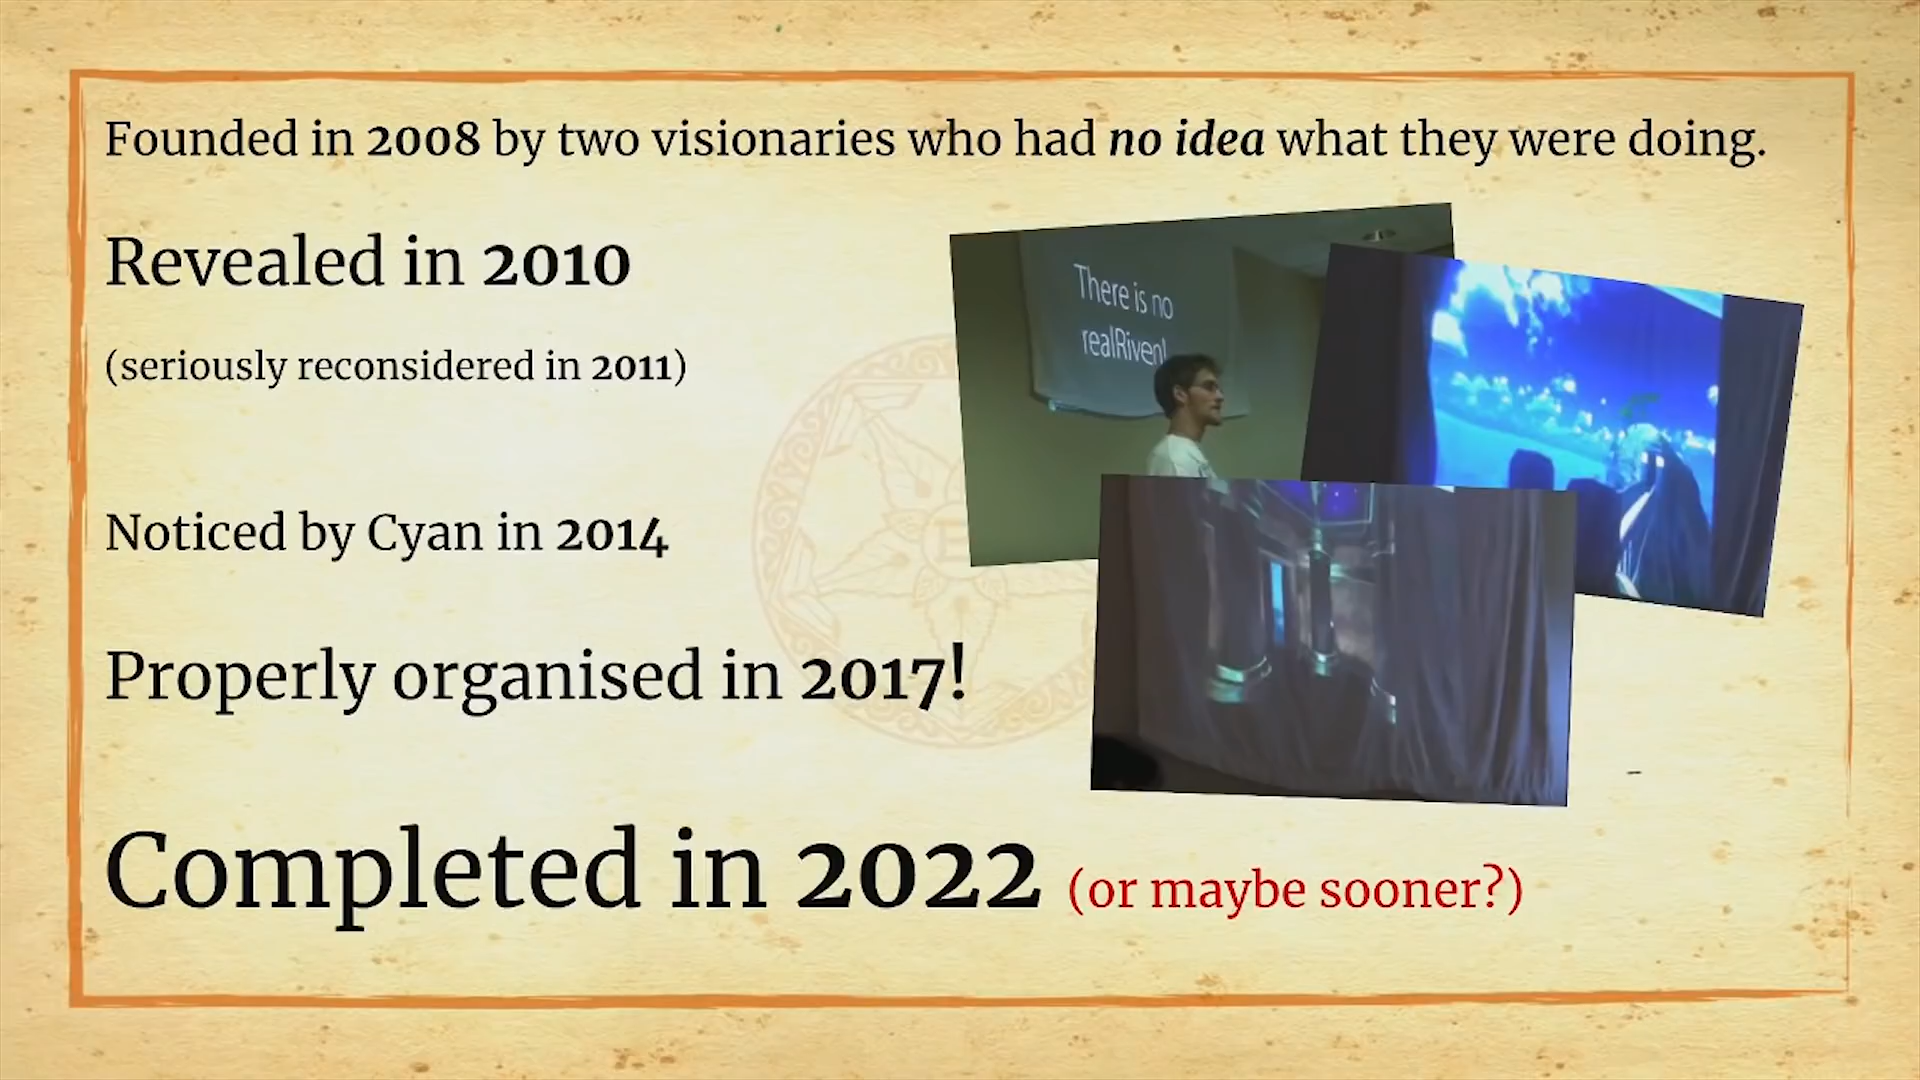 Founded in 2008 by two visionaries who had no idea what they were doing.
Revealed in 2010
(seriously reconsidered in 2011)
There is no
realRiven!
Noticed by Cyan in 2014
Properly organised in 2017!
Completed in 2022 (or maybe sooner?)